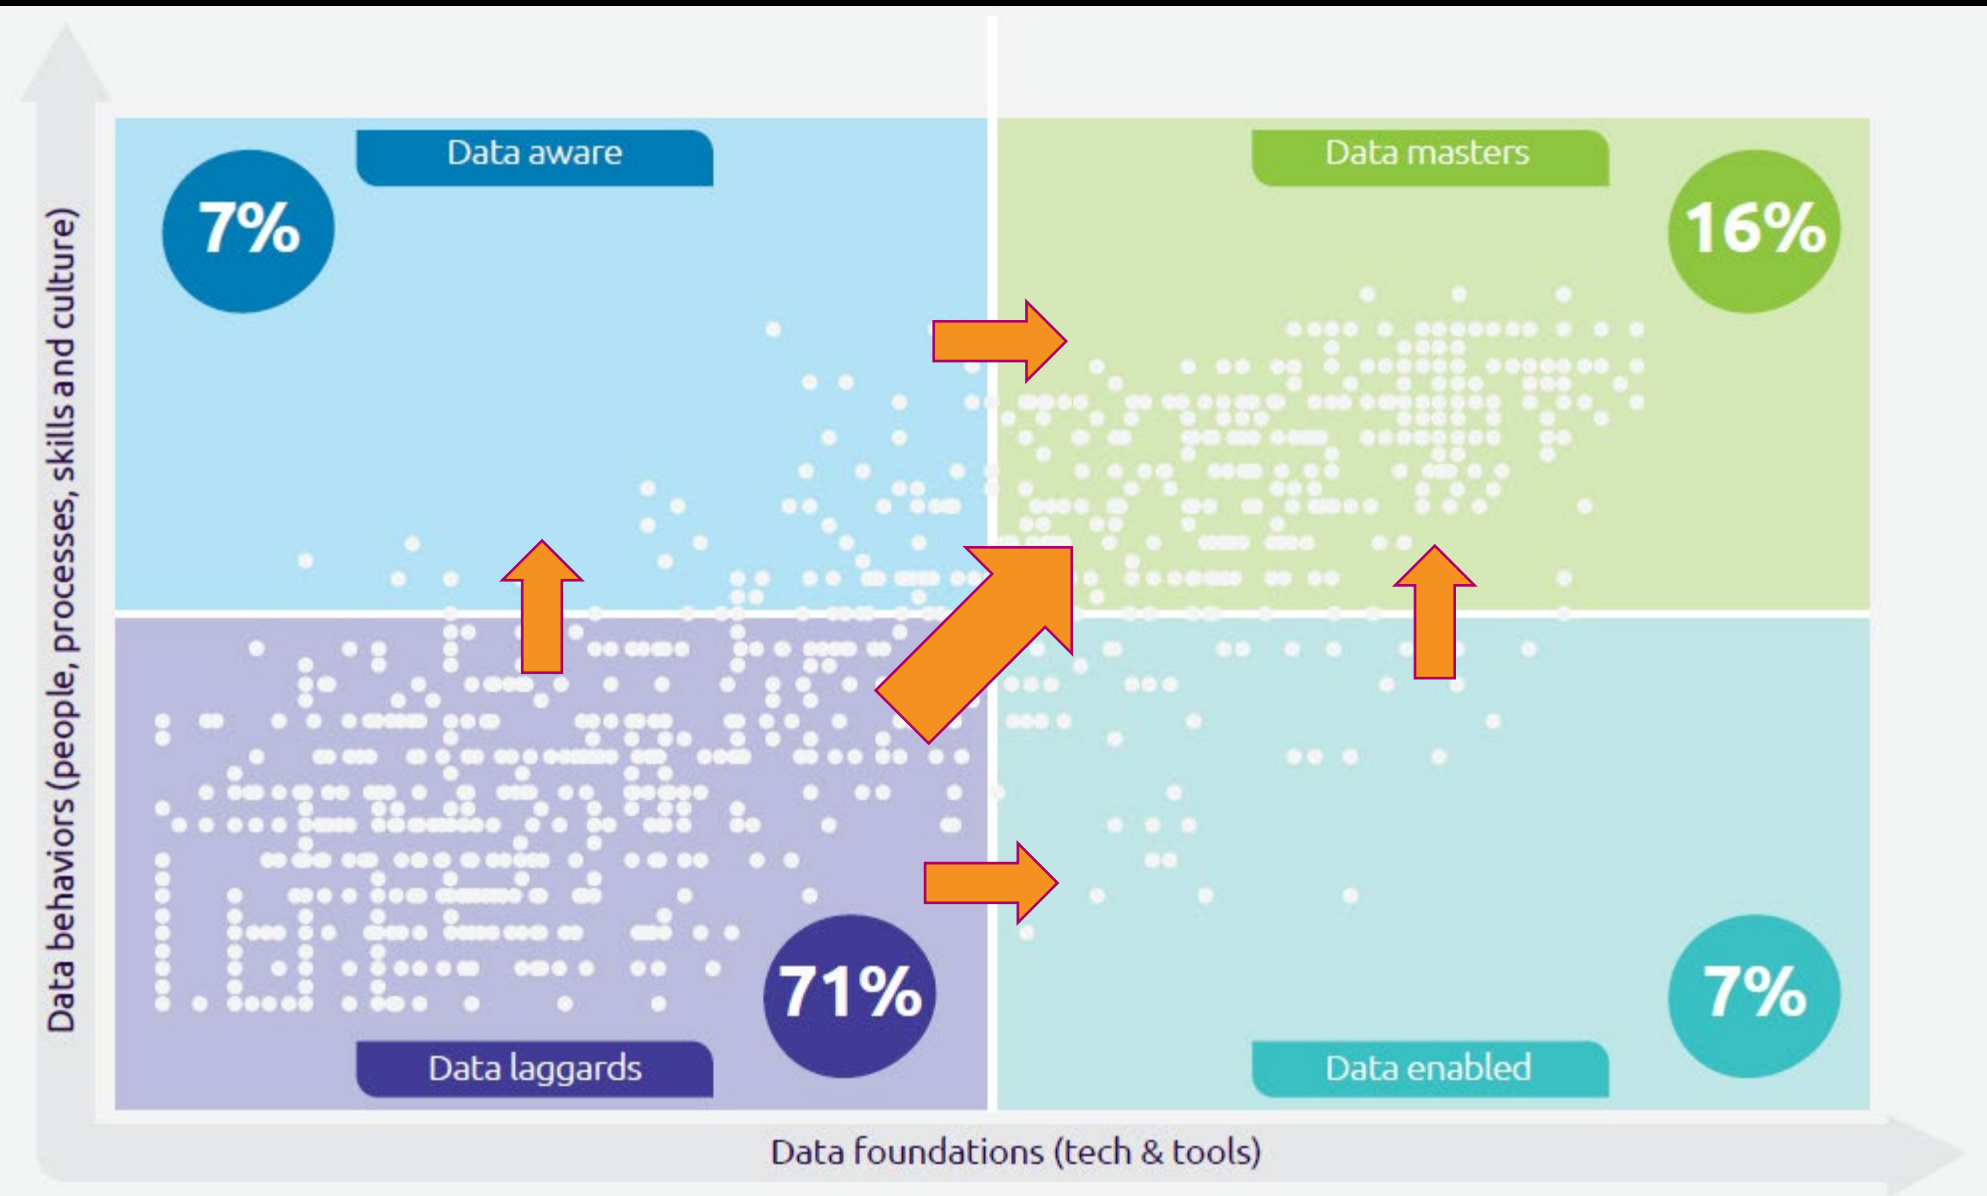 Data aware
Data masters
7%
16%
Data behaviors (people, processes, skills and culture)
71%
7%
Data laggards
Data enabled
Data foundations (tech & tools)